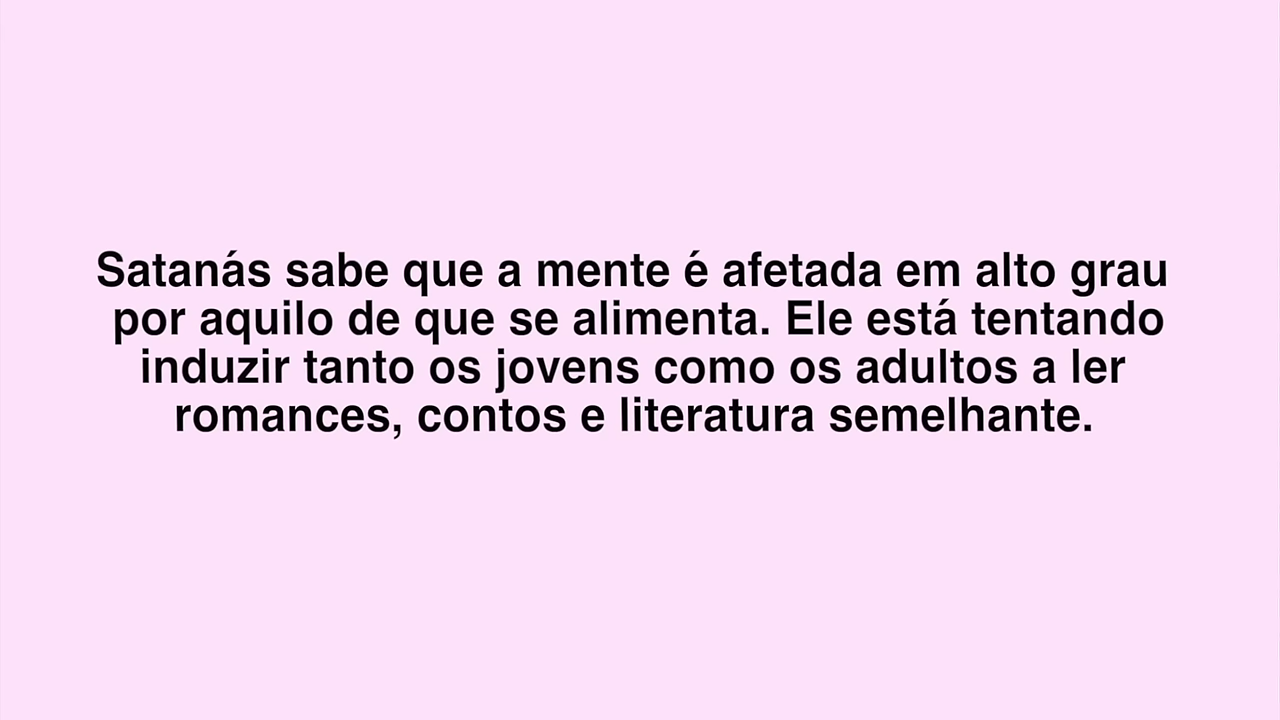 Satanás sabe que a mente é afetada em alto grau
por aquilo de que se alimenta. Ele está tentando
induzir tanto os jovens como os adultos a ler
romances, contos e literatura semelhante.